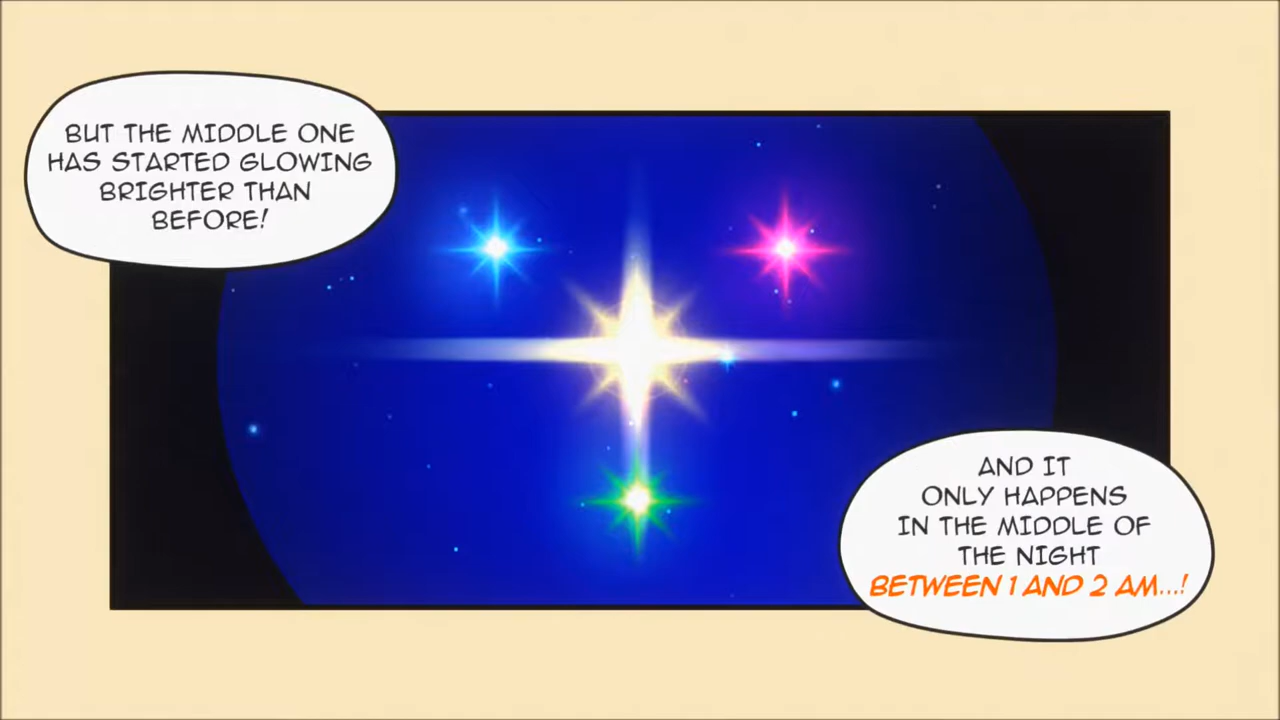 BUT THE MIDDLE ONE
HAS STARTED GLOWING
BRIGHTER THAN
BEFORE!
AND IT
ONLY HAPPENS
IN THE MIDDLE OF
THE NIGHT
BETWEEN 1 AND 2 AM...!